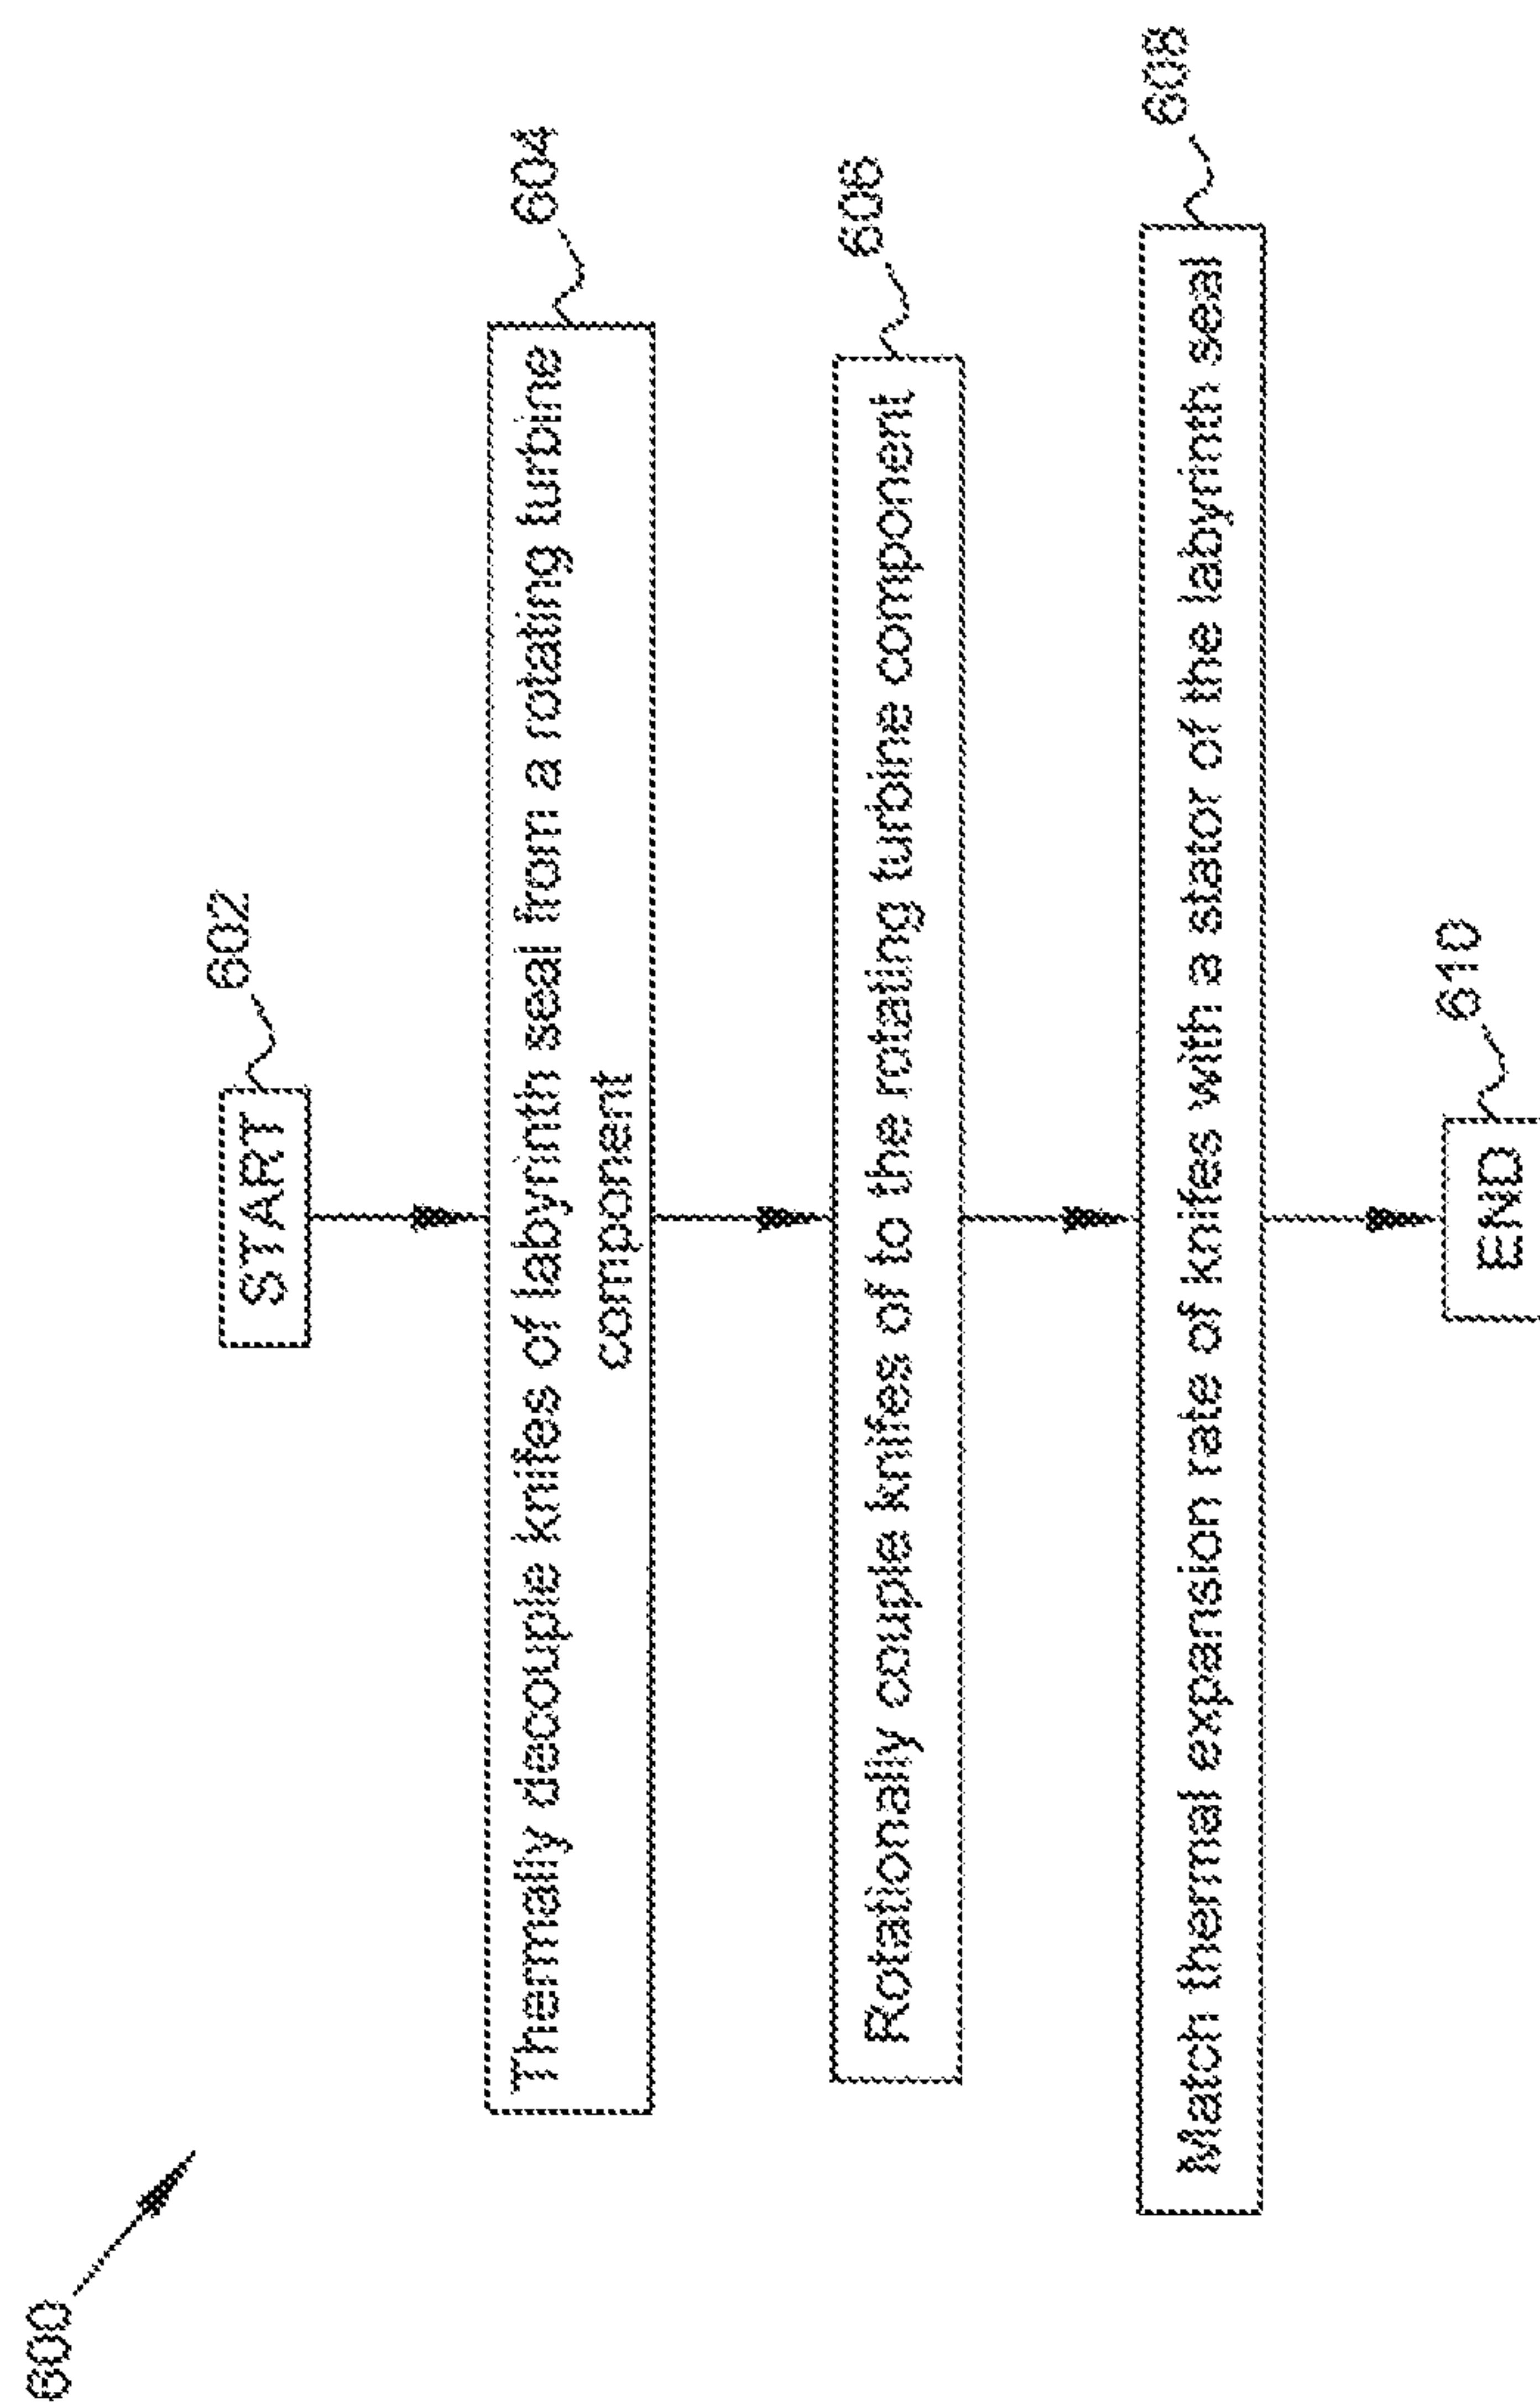 600
START
602
Thermally decouple knifes of labyrinth seal from a rotating turbine
component
604
Rotationally couple knifes of to the rotating turbine component
606
Match thermal expansion rate of knifes with a stator of the labyrinth seal
608
END
610